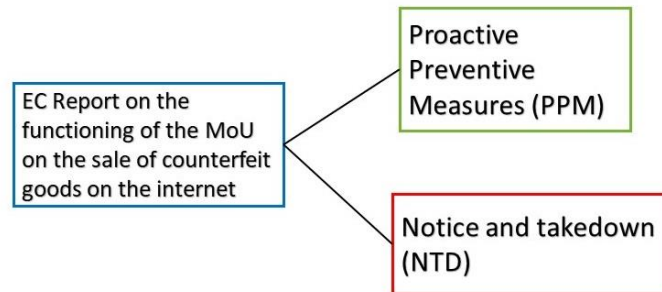 EC Report on the
functioning of the MoU
on the sale of counterfeit
goods on the internet
Proactive
Preventive
Measures (PPM)
Notice and takedown
(NTD)